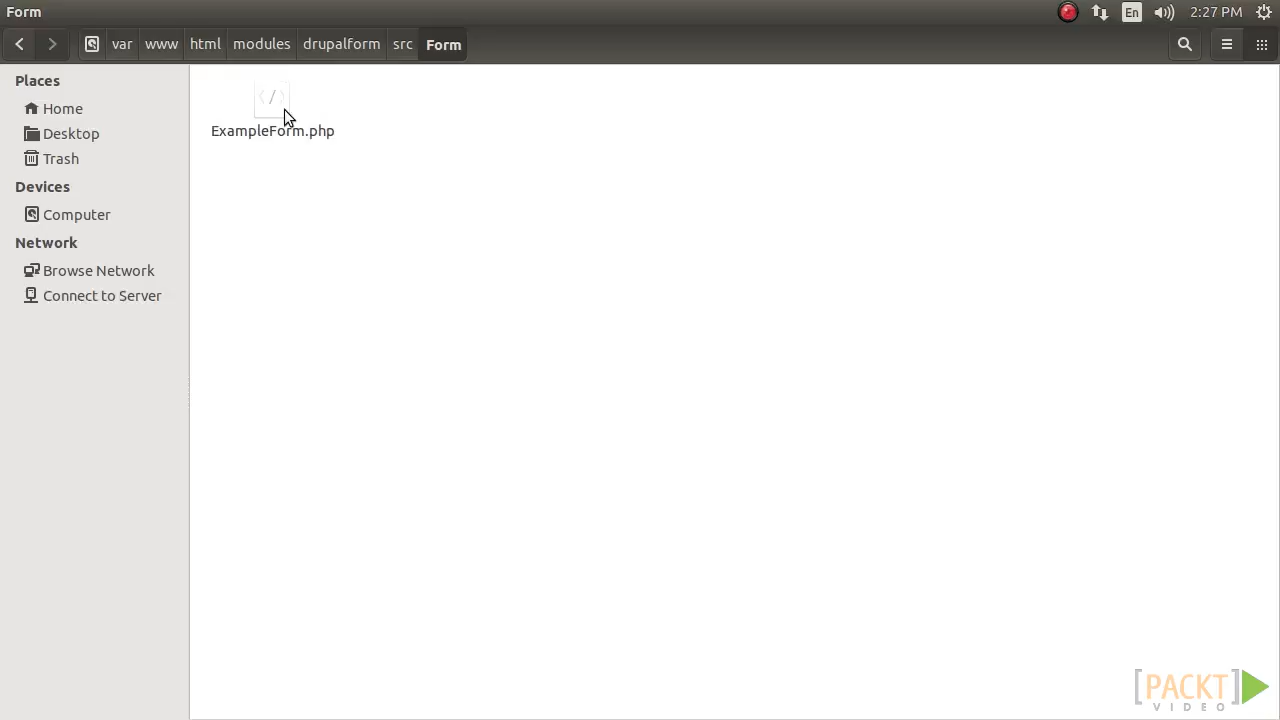 Form
En
2:27 PM
var
www
html
modules
drupalform
src
Form
Places
Home
Desktop
Trash
Devices
Computer
Network
Browse Network
Connect to Server
</>
ExampleForm.php
[PACKT]
VIDEO